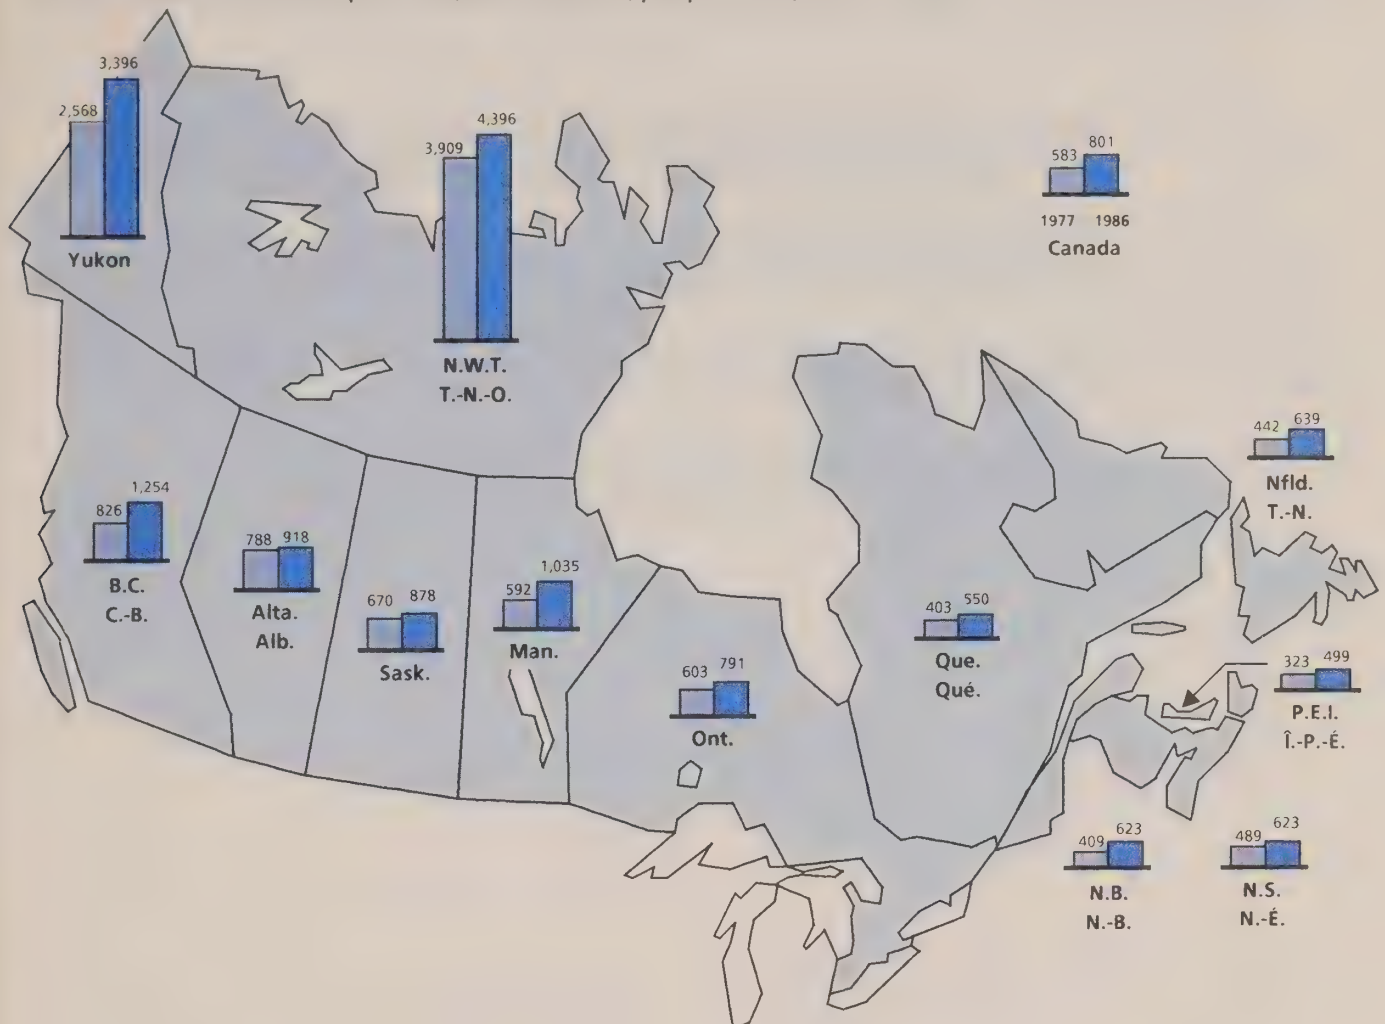 3,396
2,568
Yukon
4,396
3,909
N.W.T.
T.-N.-O.
583 801
1977 1986
Canada
826 1,254
B.C.
C.-B.
788 918
Alta.
Alb.
670 878
Sask.
592 1,035
Man.
603 791
Ont.
403 550
Que.
Qué.
442 639
Nfld.
T.-N.
323 499
P.E.I.
Î.-P.-É.
409 623
N.B.
N.-B.
489 623
N.S.
N.-É.